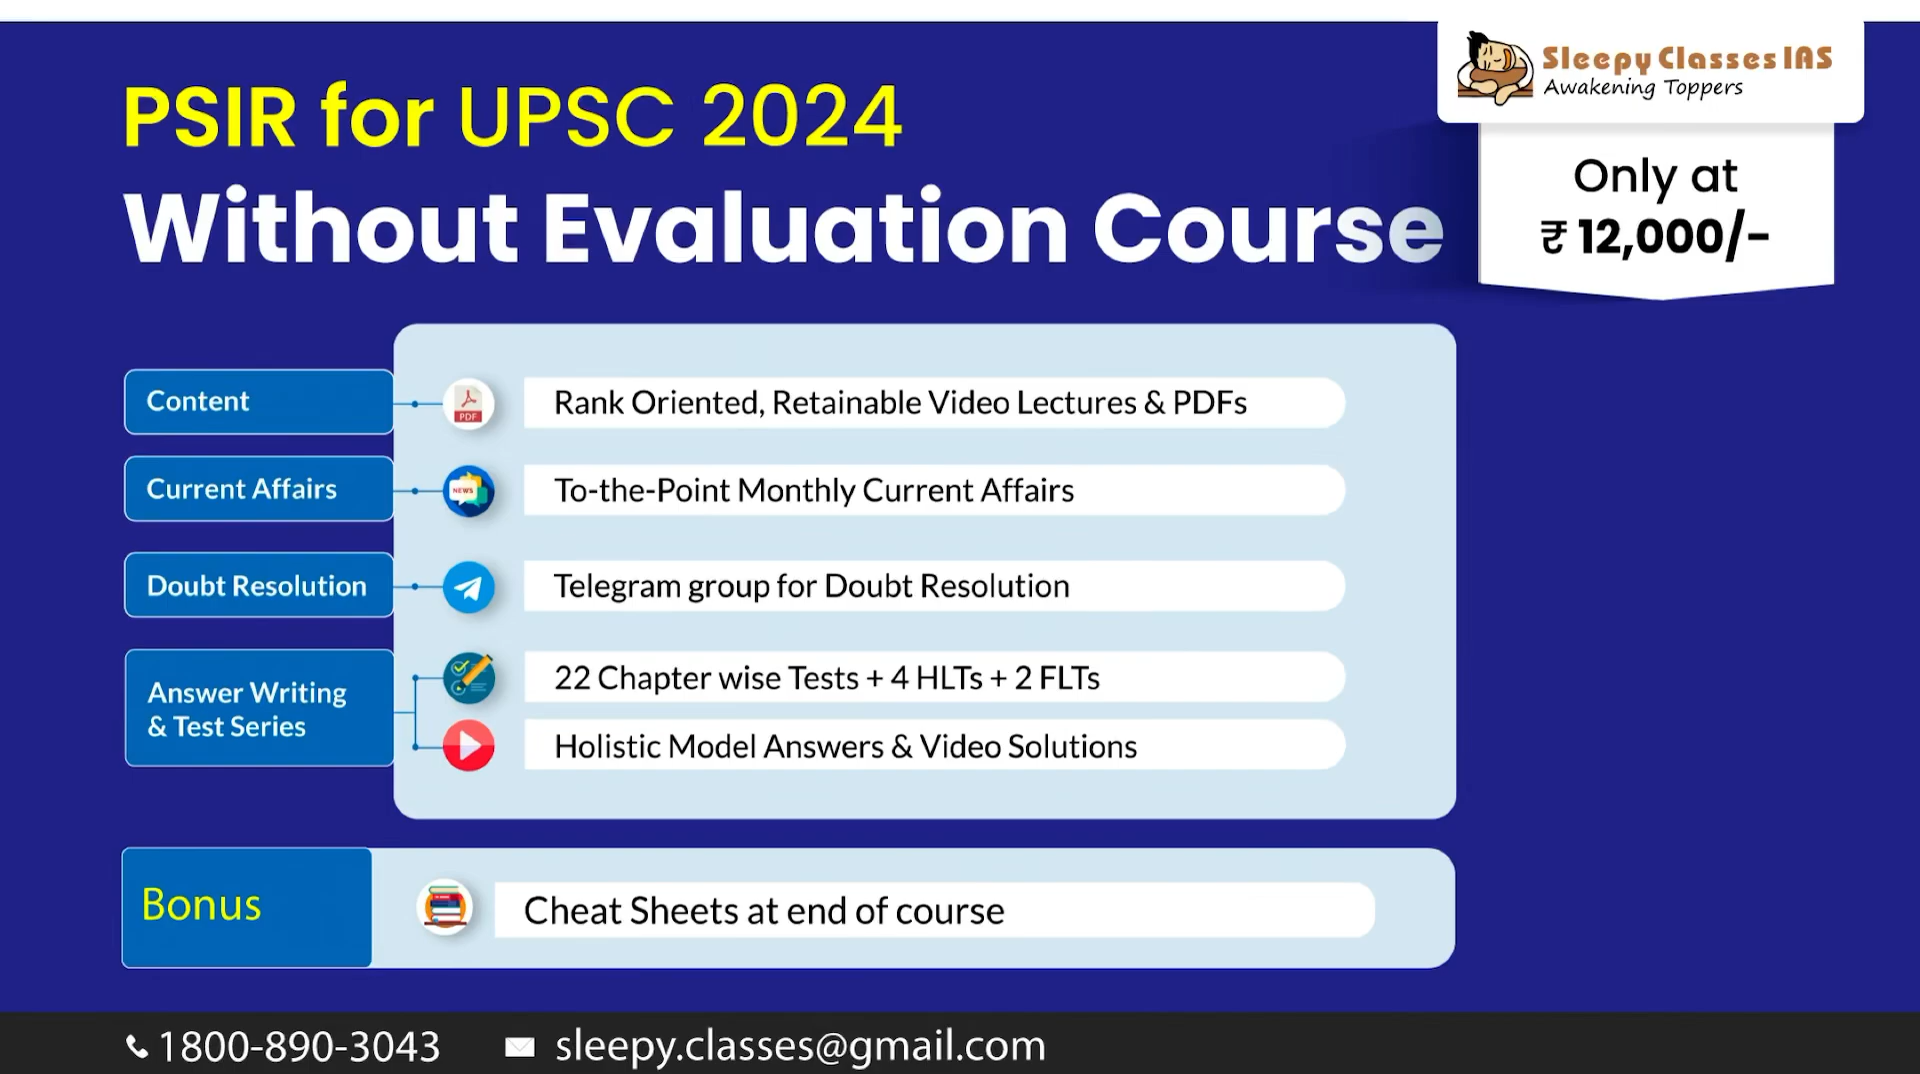 Sleepy Classes IAS
Awakening Toppers
PSIR for UPSC 2024
Without Evaluation Course
Only at
₹ 12,000/-
Content
PDF
Rank Oriented, Retainable Video Lectures & PDFs
Current Affairs
NEWS
To-the-Point Monthly Current Affairs
Doubt Resolution
Telegram group for Doubt Resolution
Answer Writing
& Test Series
22 Chapter wise Tests + 4 HLTs + 2 FLTs
Holistic Model Answers & Video Solutions
Bonus
Cheat Sheets at end of course
1800-890-3043
sleepy.classes@gmail.com